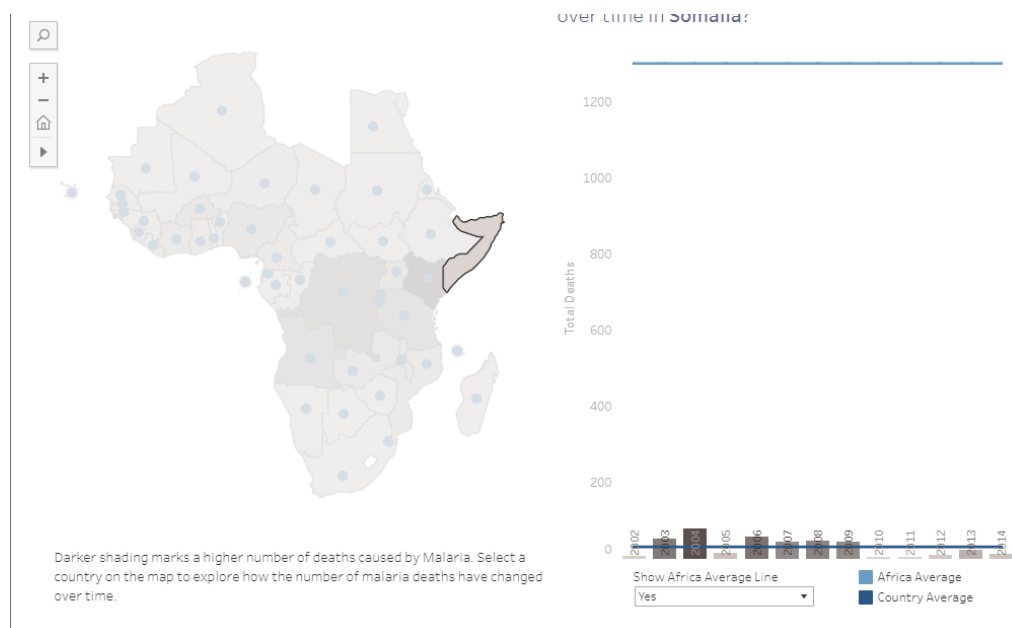 over time in Somalia?
1200
1000
800
600
400
200
0
Total Deaths
2002
2003
2004
2005
2006
2007
2008
2009
2010
2011
2012
2013
2014
Darker shading marks a higher number of deaths caused by Malaria. Select a
country on the map to explore how the number of malaria deaths have changed
over time.
Show Africa Average Line
Yes
Africa Average
Country Average